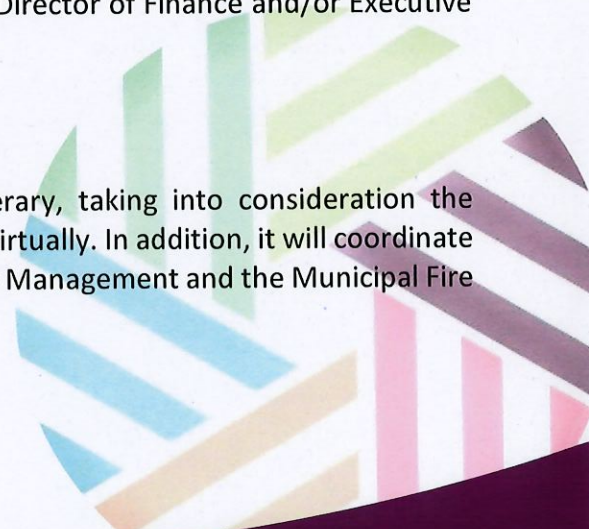 Director of Finance and/or Executive
erary, taking into consideration the
irtually. In addition, it will coordinate
Management and the Municipal Fire